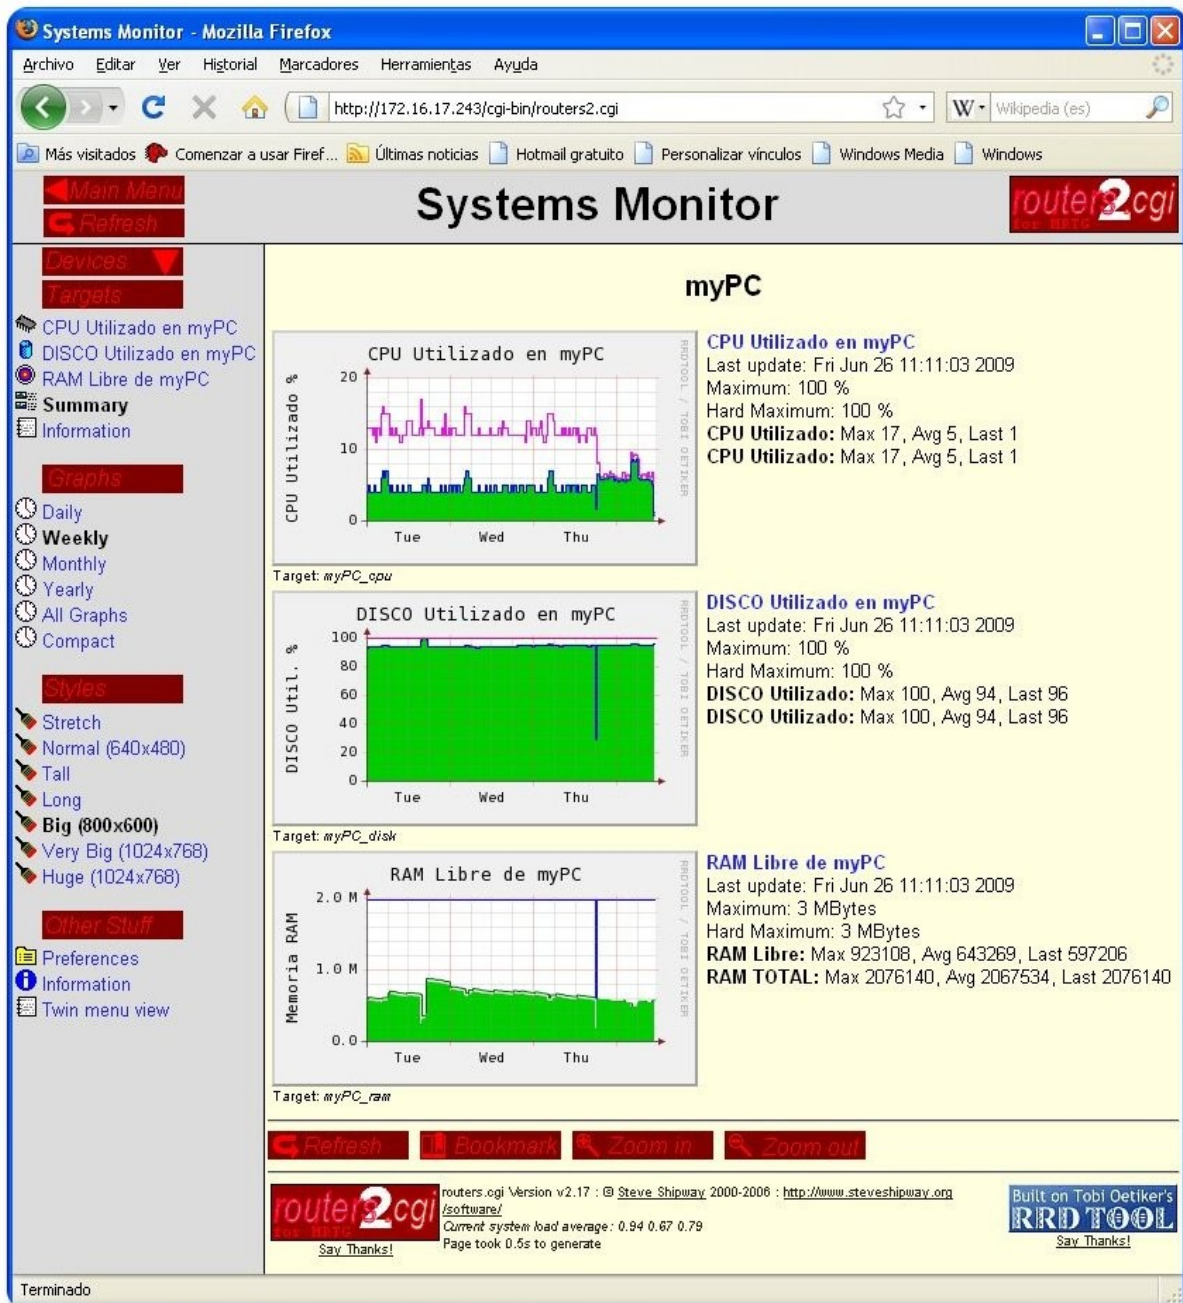 Systems Monitor - Mozilla Firefox
Archivo Editar Ver Historial Marcadores Herramientas Ayuda
http://172.16.17.243/cgi-bin/routers2.cgi
W Wikipedia (es)
Más visitados Comenzar a usar Firef... Últimas noticias Hotmail gratuito Personalizar vínculos Windows Media Windows
Main Menu
Refresh
Systems Monitor
routers2.cgi
for MRTG
Devices
Targets
CPU Utilizado en myPC
DISCO Utilizado en myPC
RAM Libre de myPC
Summary
Information
Graphs
Daily
Weekly
Monthly
Yearly
All Graphs
Compact
Styles
Stretch
Normal (640x480)
Tall
Long
Big (800x600)
Very Big (1024x768)
Huge (1024x768)
Other Stuff
Preferences
Information
Twin menu view
myPC
CPU Utilizado en myPC
CPU Utilizado %
20
10
0
Tue Wed Thu
RRDTOOL / TOBI OETIKER
Target: myPC_cpu
CPU Utilizado en myPC
Last update: Fri Jun 26 11:11:03 2009
Maximum: 100 %
Hard Maximum: 100 %
CPU Utilizado: Max 17, Avg 5, Last 1
CPU Utilizado: Max 17, Avg 5, Last 1
DISCO Utilizado en myPC
DISCO Util. %
100
80
60
40
20
0
Tue Wed Thu
RRDTOOL / TOBI OETIKER
Target: myPC_disk
DISCO Utilizado en myPC
Last update: Fri Jun 26 11:11:03 2009
Maximum: 100 %
Hard Maximum: 100 %
DISCO Utilizado: Max 100, Avg 94, Last 96
DISCO Utilizado: Max 100, Avg 94, Last 96
RAM Libre de myPC
Memoria RAM
2.0 M
1.0 M
0.0
Tue Wed Thu
RRDTOOL / TOBI OETIKER
Target: myPC_ram
RAM Libre de myPC
Last update: Fri Jun 26 11:11:03 2009
Maximum: 3 MBytes
Hard Maximum: 3 MBytes
RAM Libre: Max 923108, Avg 643269, Last 597206
RAM TOTAL: Max 2076140, Avg 2067534, Last 2076140
Refresh Bookmark Zoom in Zoom out
routers2.cgi
for MRTG
Say Thanks!
routers.cgi Version v2.17 : © Steve Shipway 2000-2006 : http://www.steveshipway.org
/software/
Current system load average: 0.94 0.67 0.79
Page took 0.5s to generate
Built on Tobi Oetiker's
RRD TOOL
Say Thanks!
Terminado